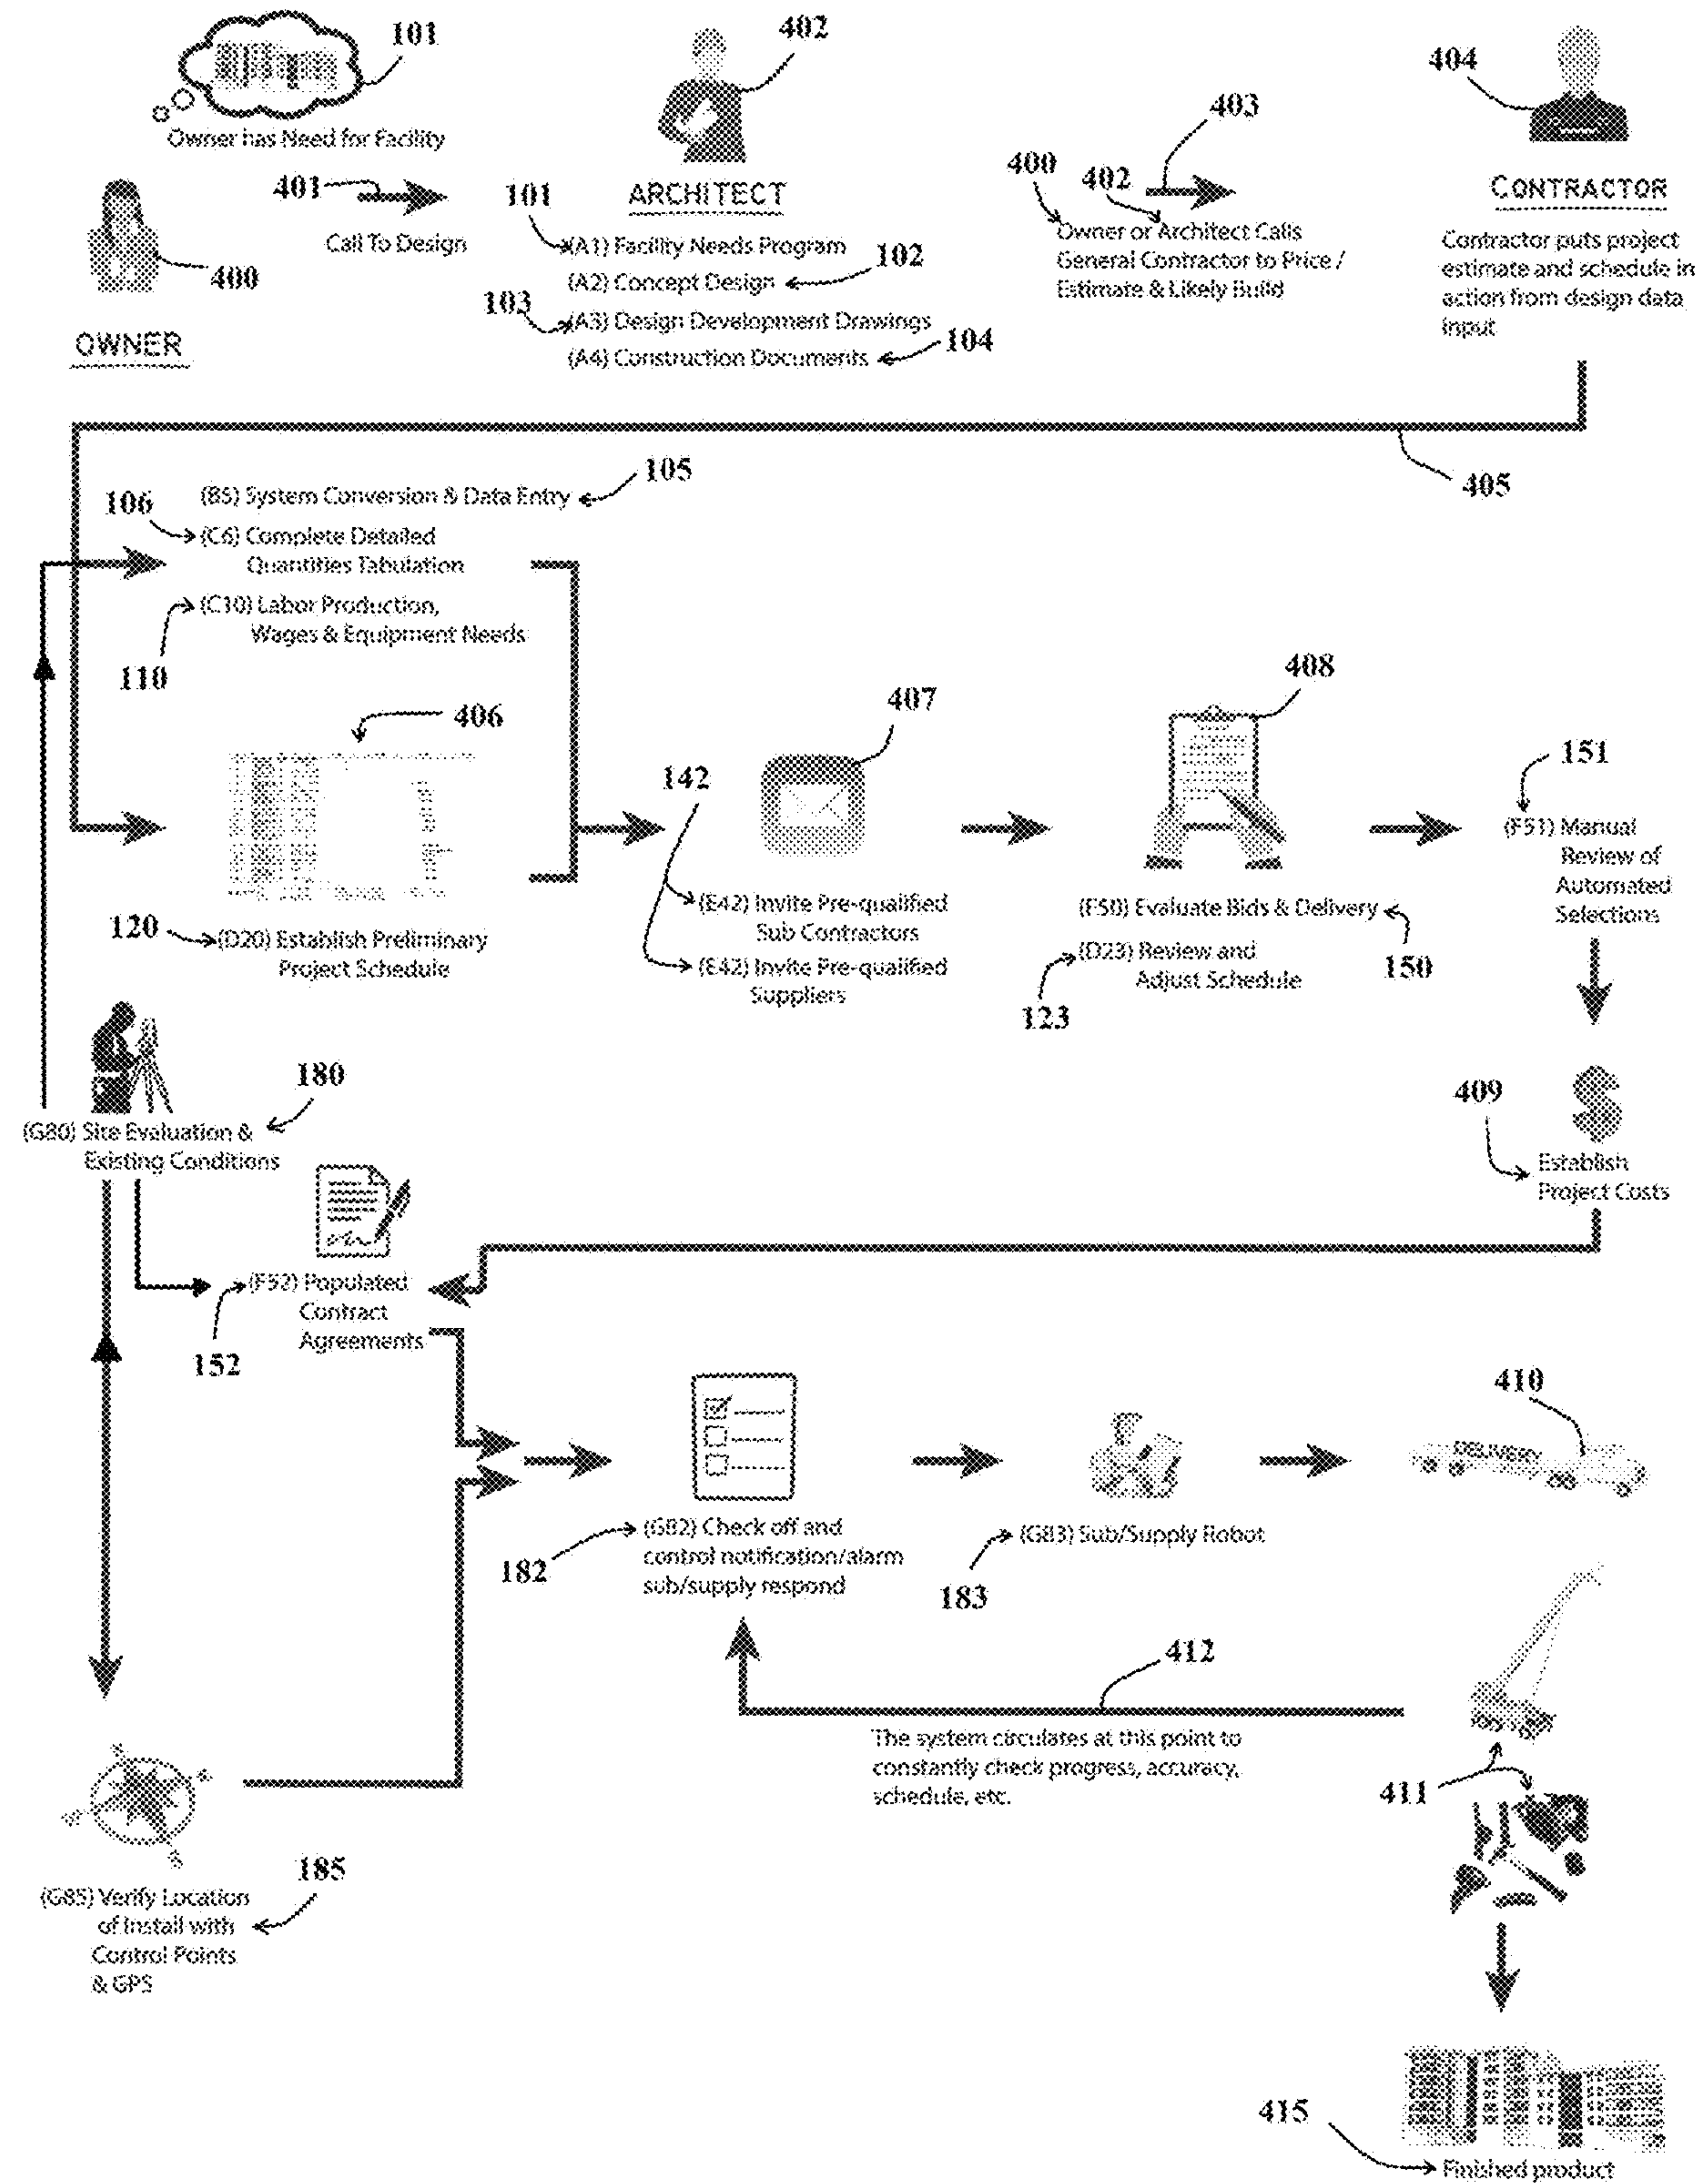 101
402
404
403
Owner has Need for Facility
401
101
ARCHITECT
400
402
CONTRACTOR
Call To Design
400
OWNER
(A1) Facility Needs Program
102
(A2) Concept Design
103
(A3) Design Development Drawings
104
(A4) Construction Documents
Owner or Architect Calls
General Contractor to Price /
Estimate & Likely Build
Contractor puts project
estimate and schedule in
action from design data
input
405
105
(B5) System Conversion & Data Entry
106
(C6) Complete Detailed
Quantities Tabulation
(C10) Labor Production,
Wages & Equipment Needs
110
406
407
408
142
151
120
(D20) Establish Preliminary
Project Schedule
(E42) Invite Pre-qualified
Sub Contractors
(E42) Invite Pre-qualified
Suppliers
(F50) Evaluate Bids & Delivery
150
(D23) Review and
Adjust Schedule
123
(F51) Manual
Review of
Automated
Selections
180
(G80) Site Evaluation &
Existing Conditions
409
Establish
Project Costs
(F52) Populated
Contract
Agreements
152
410
DELIVERY
(G82) Check off and
control notification/alarm
sub/supply respond
182
(G83) Sub/Supply Robot
183
412
The system circulates at this point to
constantly check progress, accuracy,
schedule, etc.
411
185
(G85) Verify Location
of Install with
Control Points
& GPS
415
Finished product